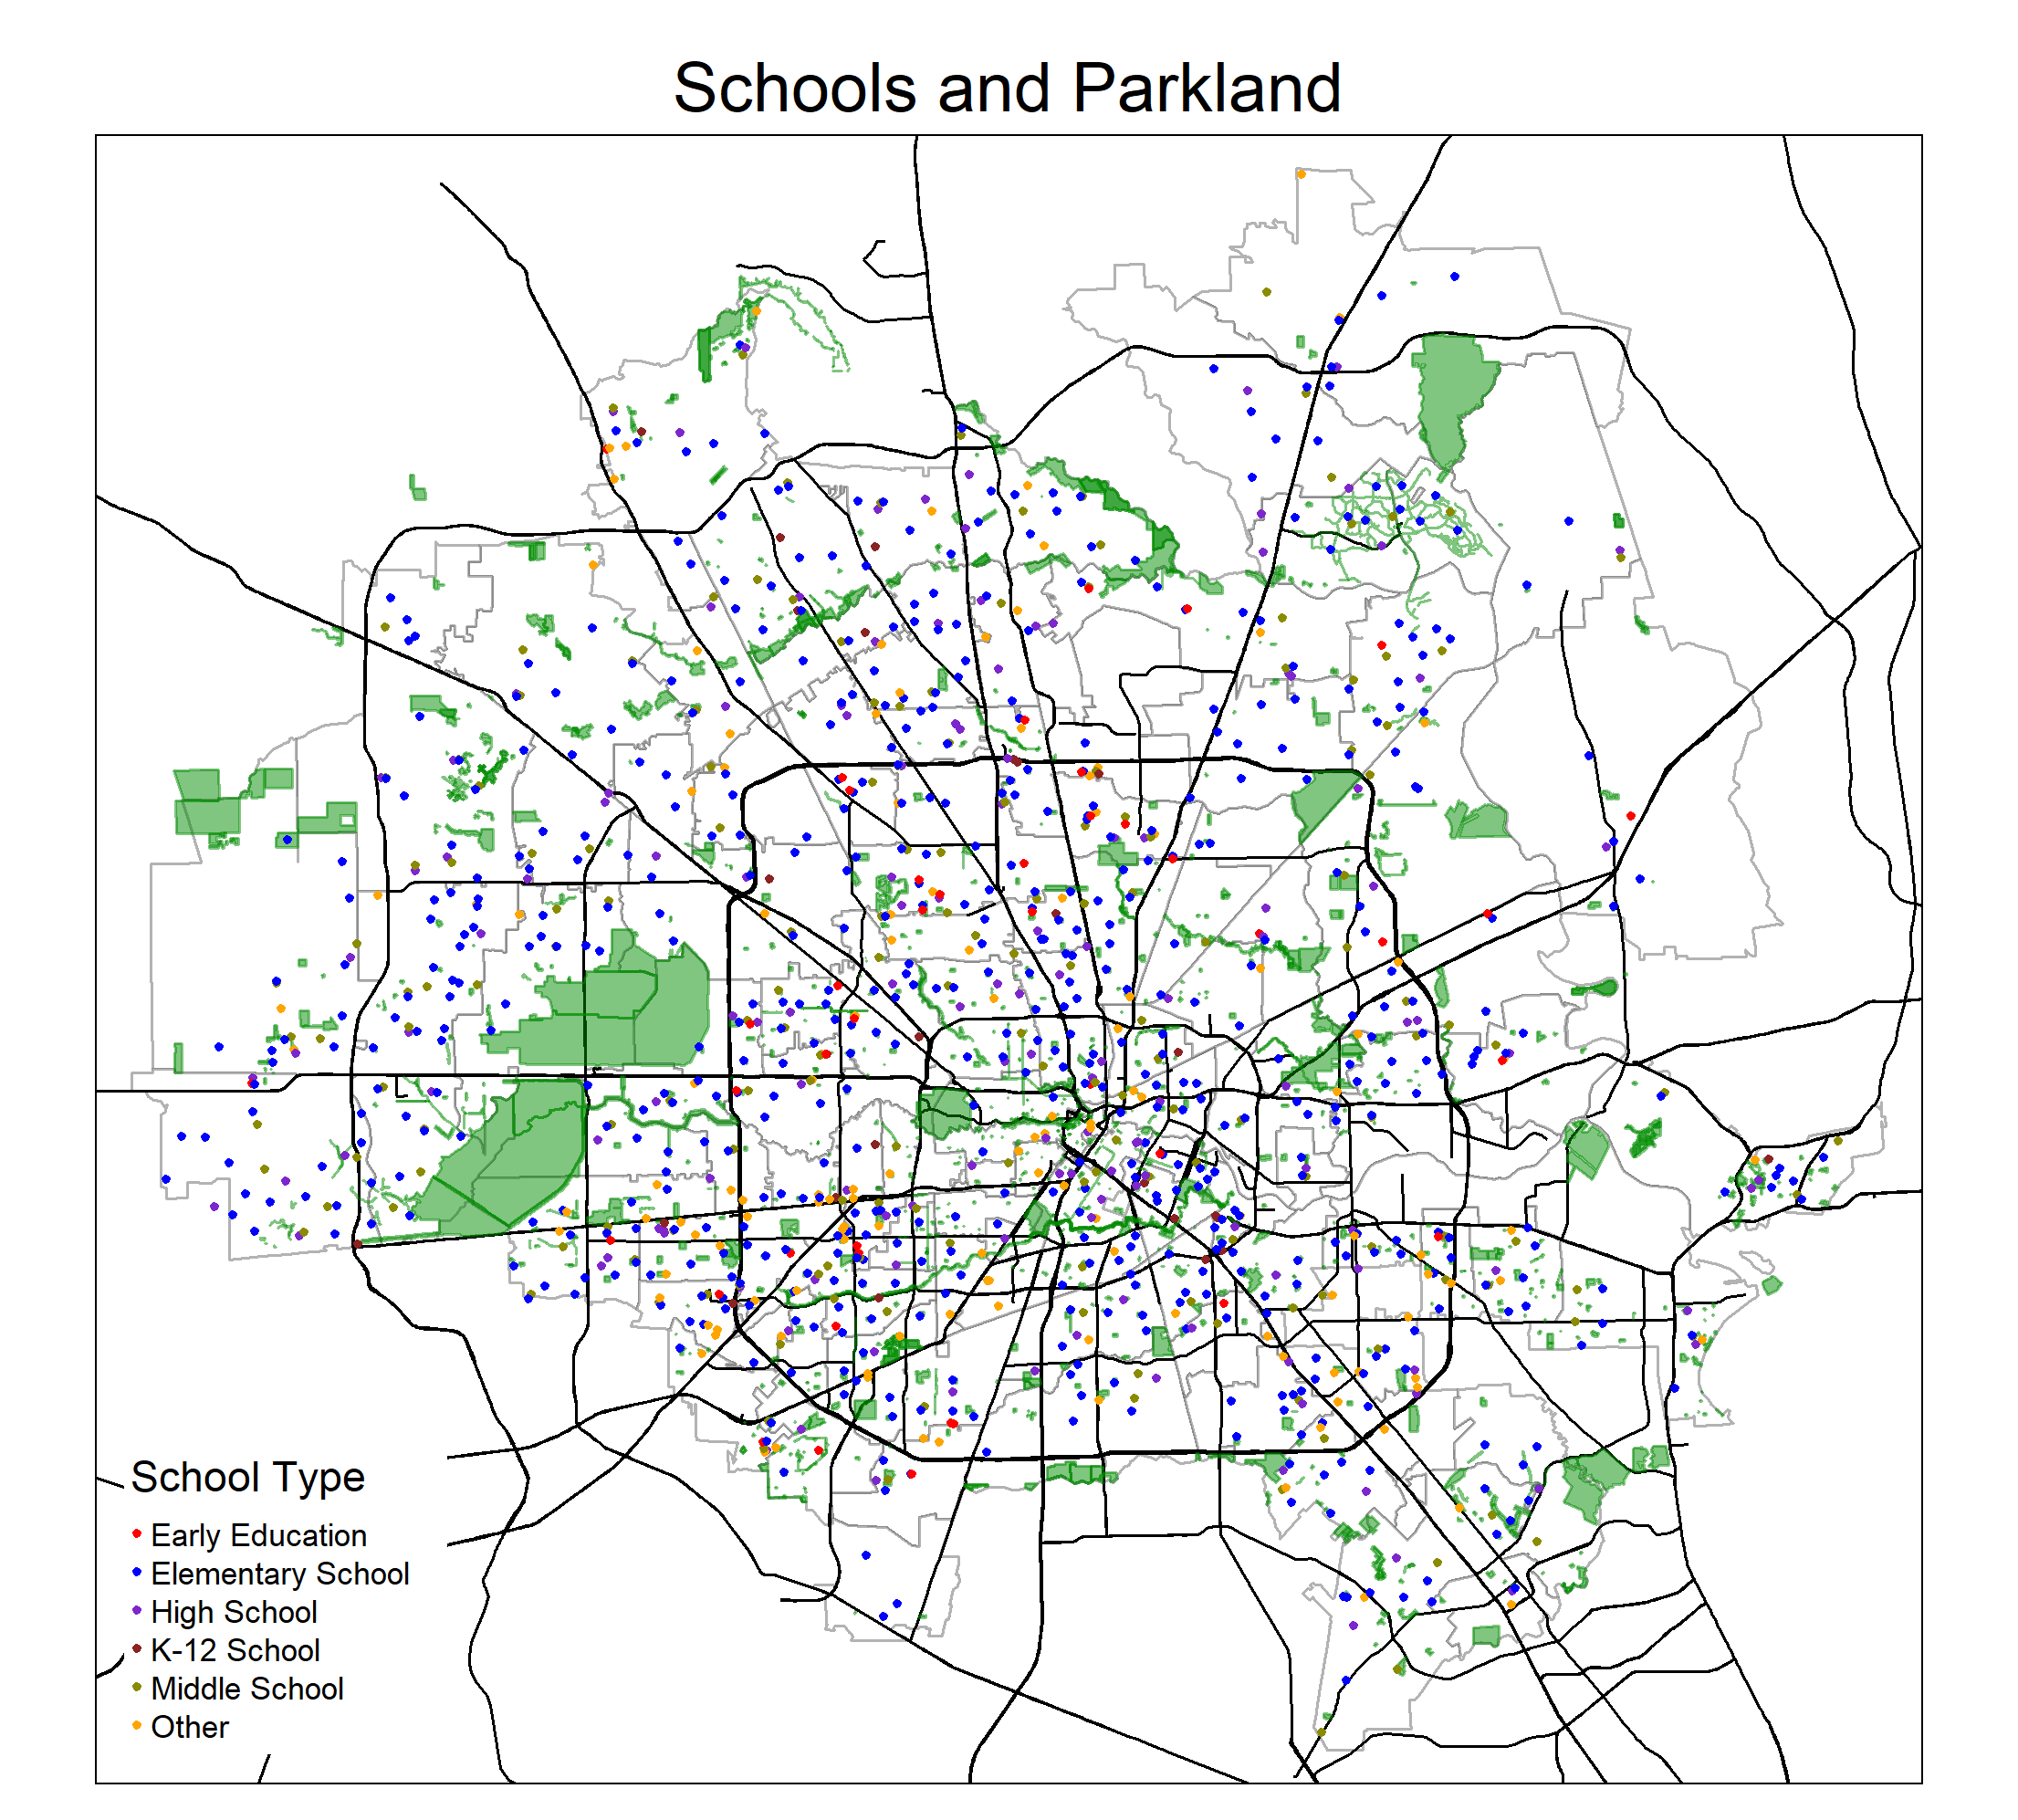 Schools and Parkland
School Type
Early Education
Elementary School
High School
K-12 School
Middle School
Other